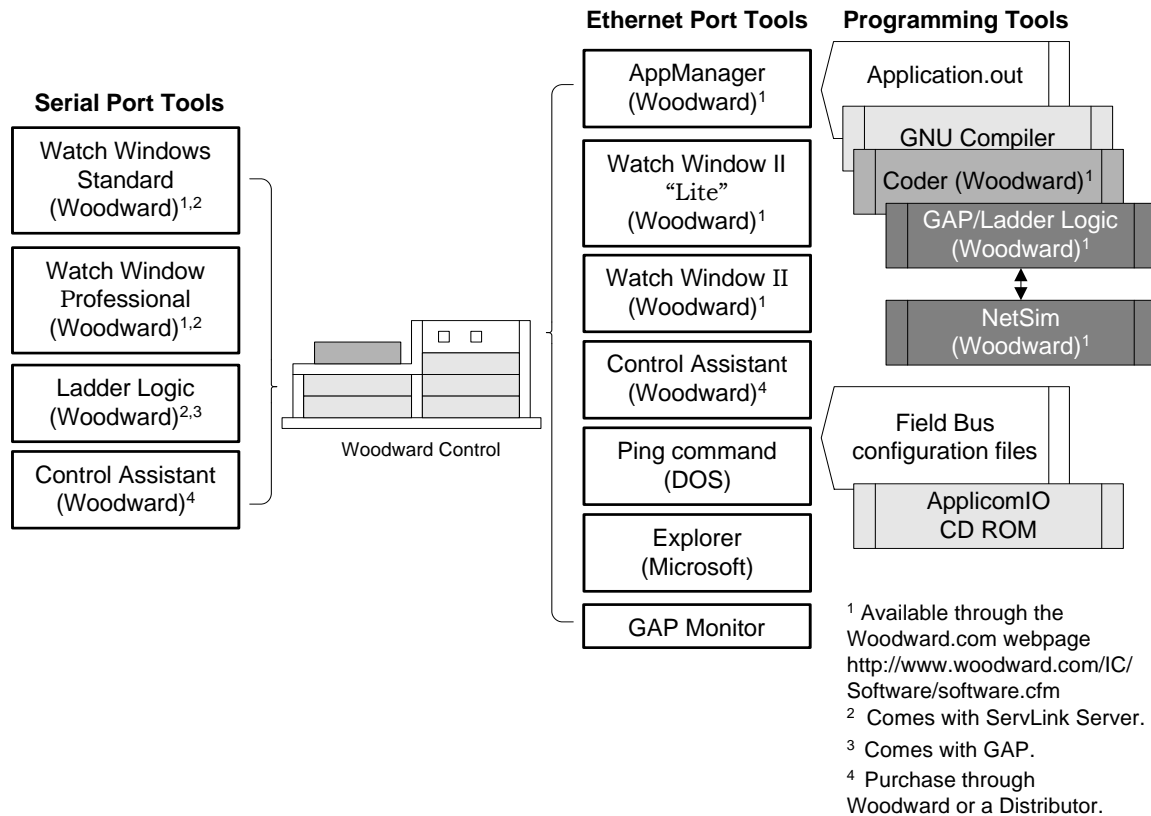 Serial Port Tools
Watch Windows
Standard
(Woodward)1,2
Watch Window
Professional
(Woodward)1,2
Ladder Logic
(Woodward)2,3
Control Assistant
(Woodward)4
Woodward Control
Ethernet Port Tools
AppManager
(Woodward)1
Watch Window II
“Lite”
(Woodward)1
Watch Window II
(Woodward)1
Control Assistant
(Woodward)4
Ping command
(DOS)
Explorer
(Microsoft)
GAP Monitor
Programming Tools
Application.out
GNU Compiler
Coder (Woodward)1
GAP/Ladder Logic
(Woodward)1
NetSim
(Woodward)1
Field Bus
configuration files
ApplicomIO
CD ROM
1 Available through the
Woodward.com webpage
http://www.woodward.com/IC/
Software/software.cfm
2 Comes with ServLink Server.
3 Comes with GAP.
4 Purchase through
Woodward or a Distributor.